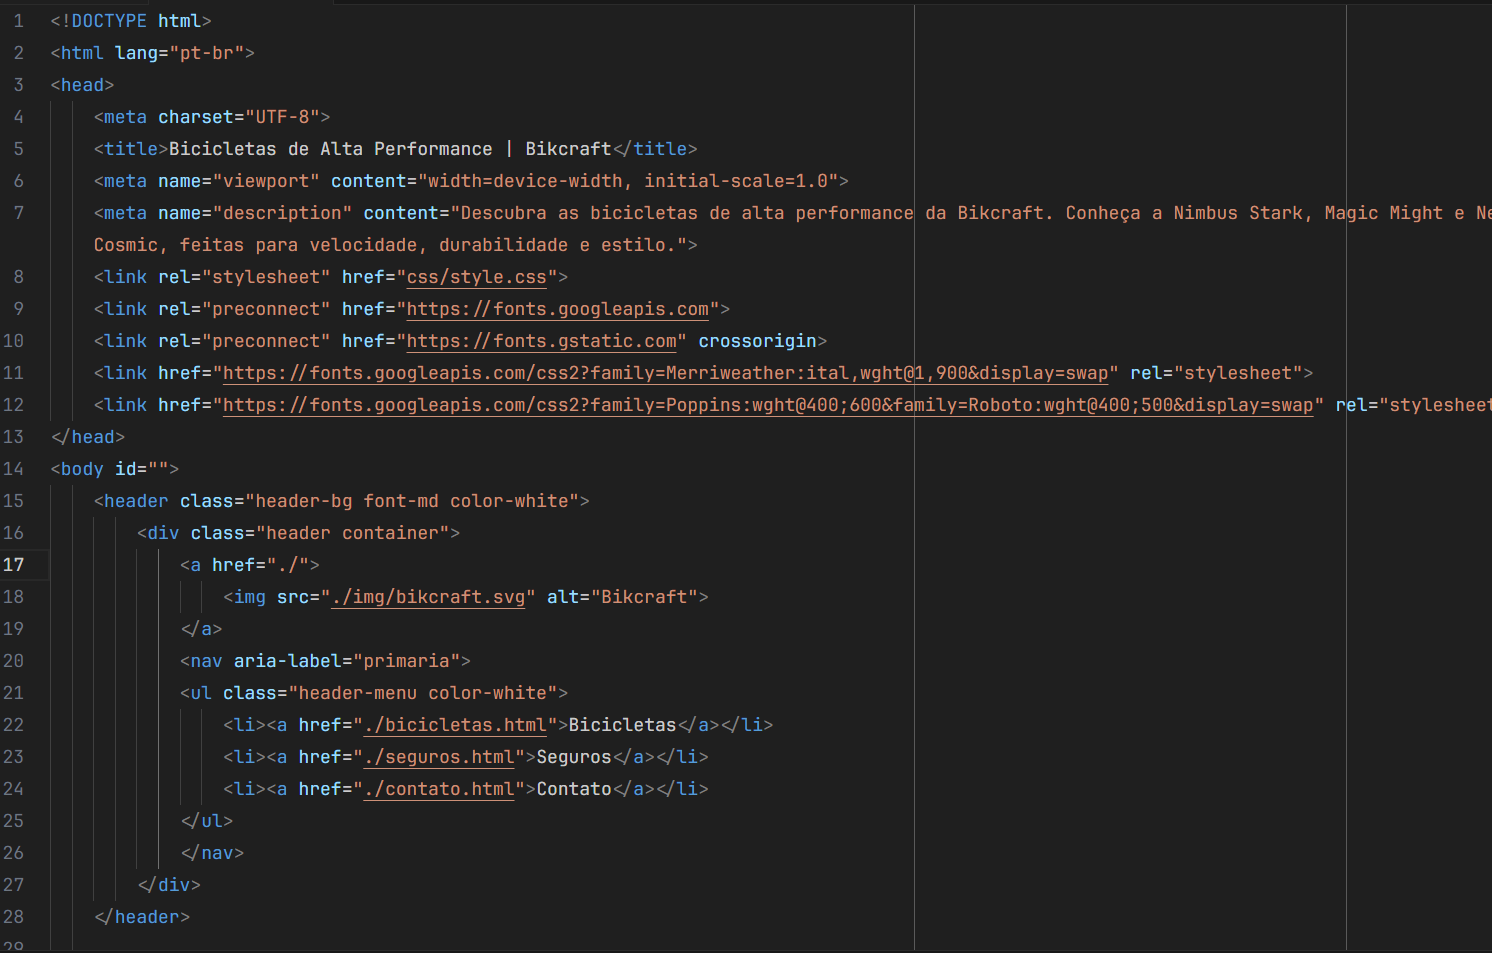 1 <!DOCTYPE html>
2 <html lang="pt-br">
3 <head>
4 <meta charset="UTF-8">
5 <title>Bicicletas de Alta Performance | Bikcraft</title>
6 <meta name="viewport" content="width=device-width, initial-scale=1.0">
7 <meta name="description" content="Descubra as bicicletas de alta performance da Bikcraft. Conheça a Nimbus Stark, Magic Might e Ne
Cosmic, feitas para velocidade, durabilidade e estilo.">
8 <link rel="stylesheet" href="css/style.css">
9 <link rel="preconnect" href="https://fonts.googleapis.com">
10 <link rel="preconnect" href="https://fonts.gstatic.com" crossorigin>
11 <link href="https://fonts.googleapis.com/css2?family=Merriweather:ital,wght@1,900&display=swap" rel="stylesheet">
12 <link href="https://fonts.googleapis.com/css2?family=Poppins:wght@400;600&family=Roboto:wght@400;500&display=swap" rel="stylesheet
13 </head>
14 <body id="">
15 <header class="header-bg font-md color-white">
16 <div class="header container">
17 <a href="./">
18 <img src="./img/bikcraft.svg" alt="Bikcraft">
19 </a>
20 <nav aria-label="primaria">
21 <ul class="header-menu color-white">
22 <li><a href="./bicicletas.html">Bicicletas</a></li>
23 <li><a href="./seguros.html">Seguros</a></li>
24 <li><a href="./contato.html">Contato</a></li>
25 </ul>
26 </nav>
27 </div>
28 </header>
29